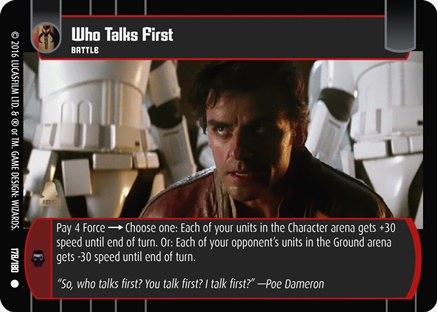 Who Talks First
BATTLE
Pay 4 Force → Choose one: Each of your units in the Character arena gets +30
speed until end of turn. Or: Each of your opponent's units in the Ground arena
gets -30 speed until end of turn.
"So, who talks first? You talk first? I talk first?" —Poe Dameron
© 2016 LUCASFILM LTD. & ® or TM. GAME DESIGN: WIZARDS.
178/180